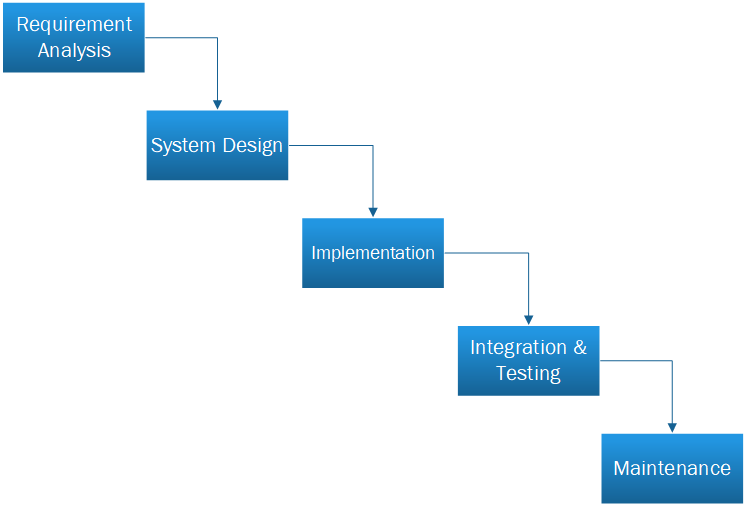 Requirement
Analysis
System Design
Implementation
Integration &
Testing
Maintenance